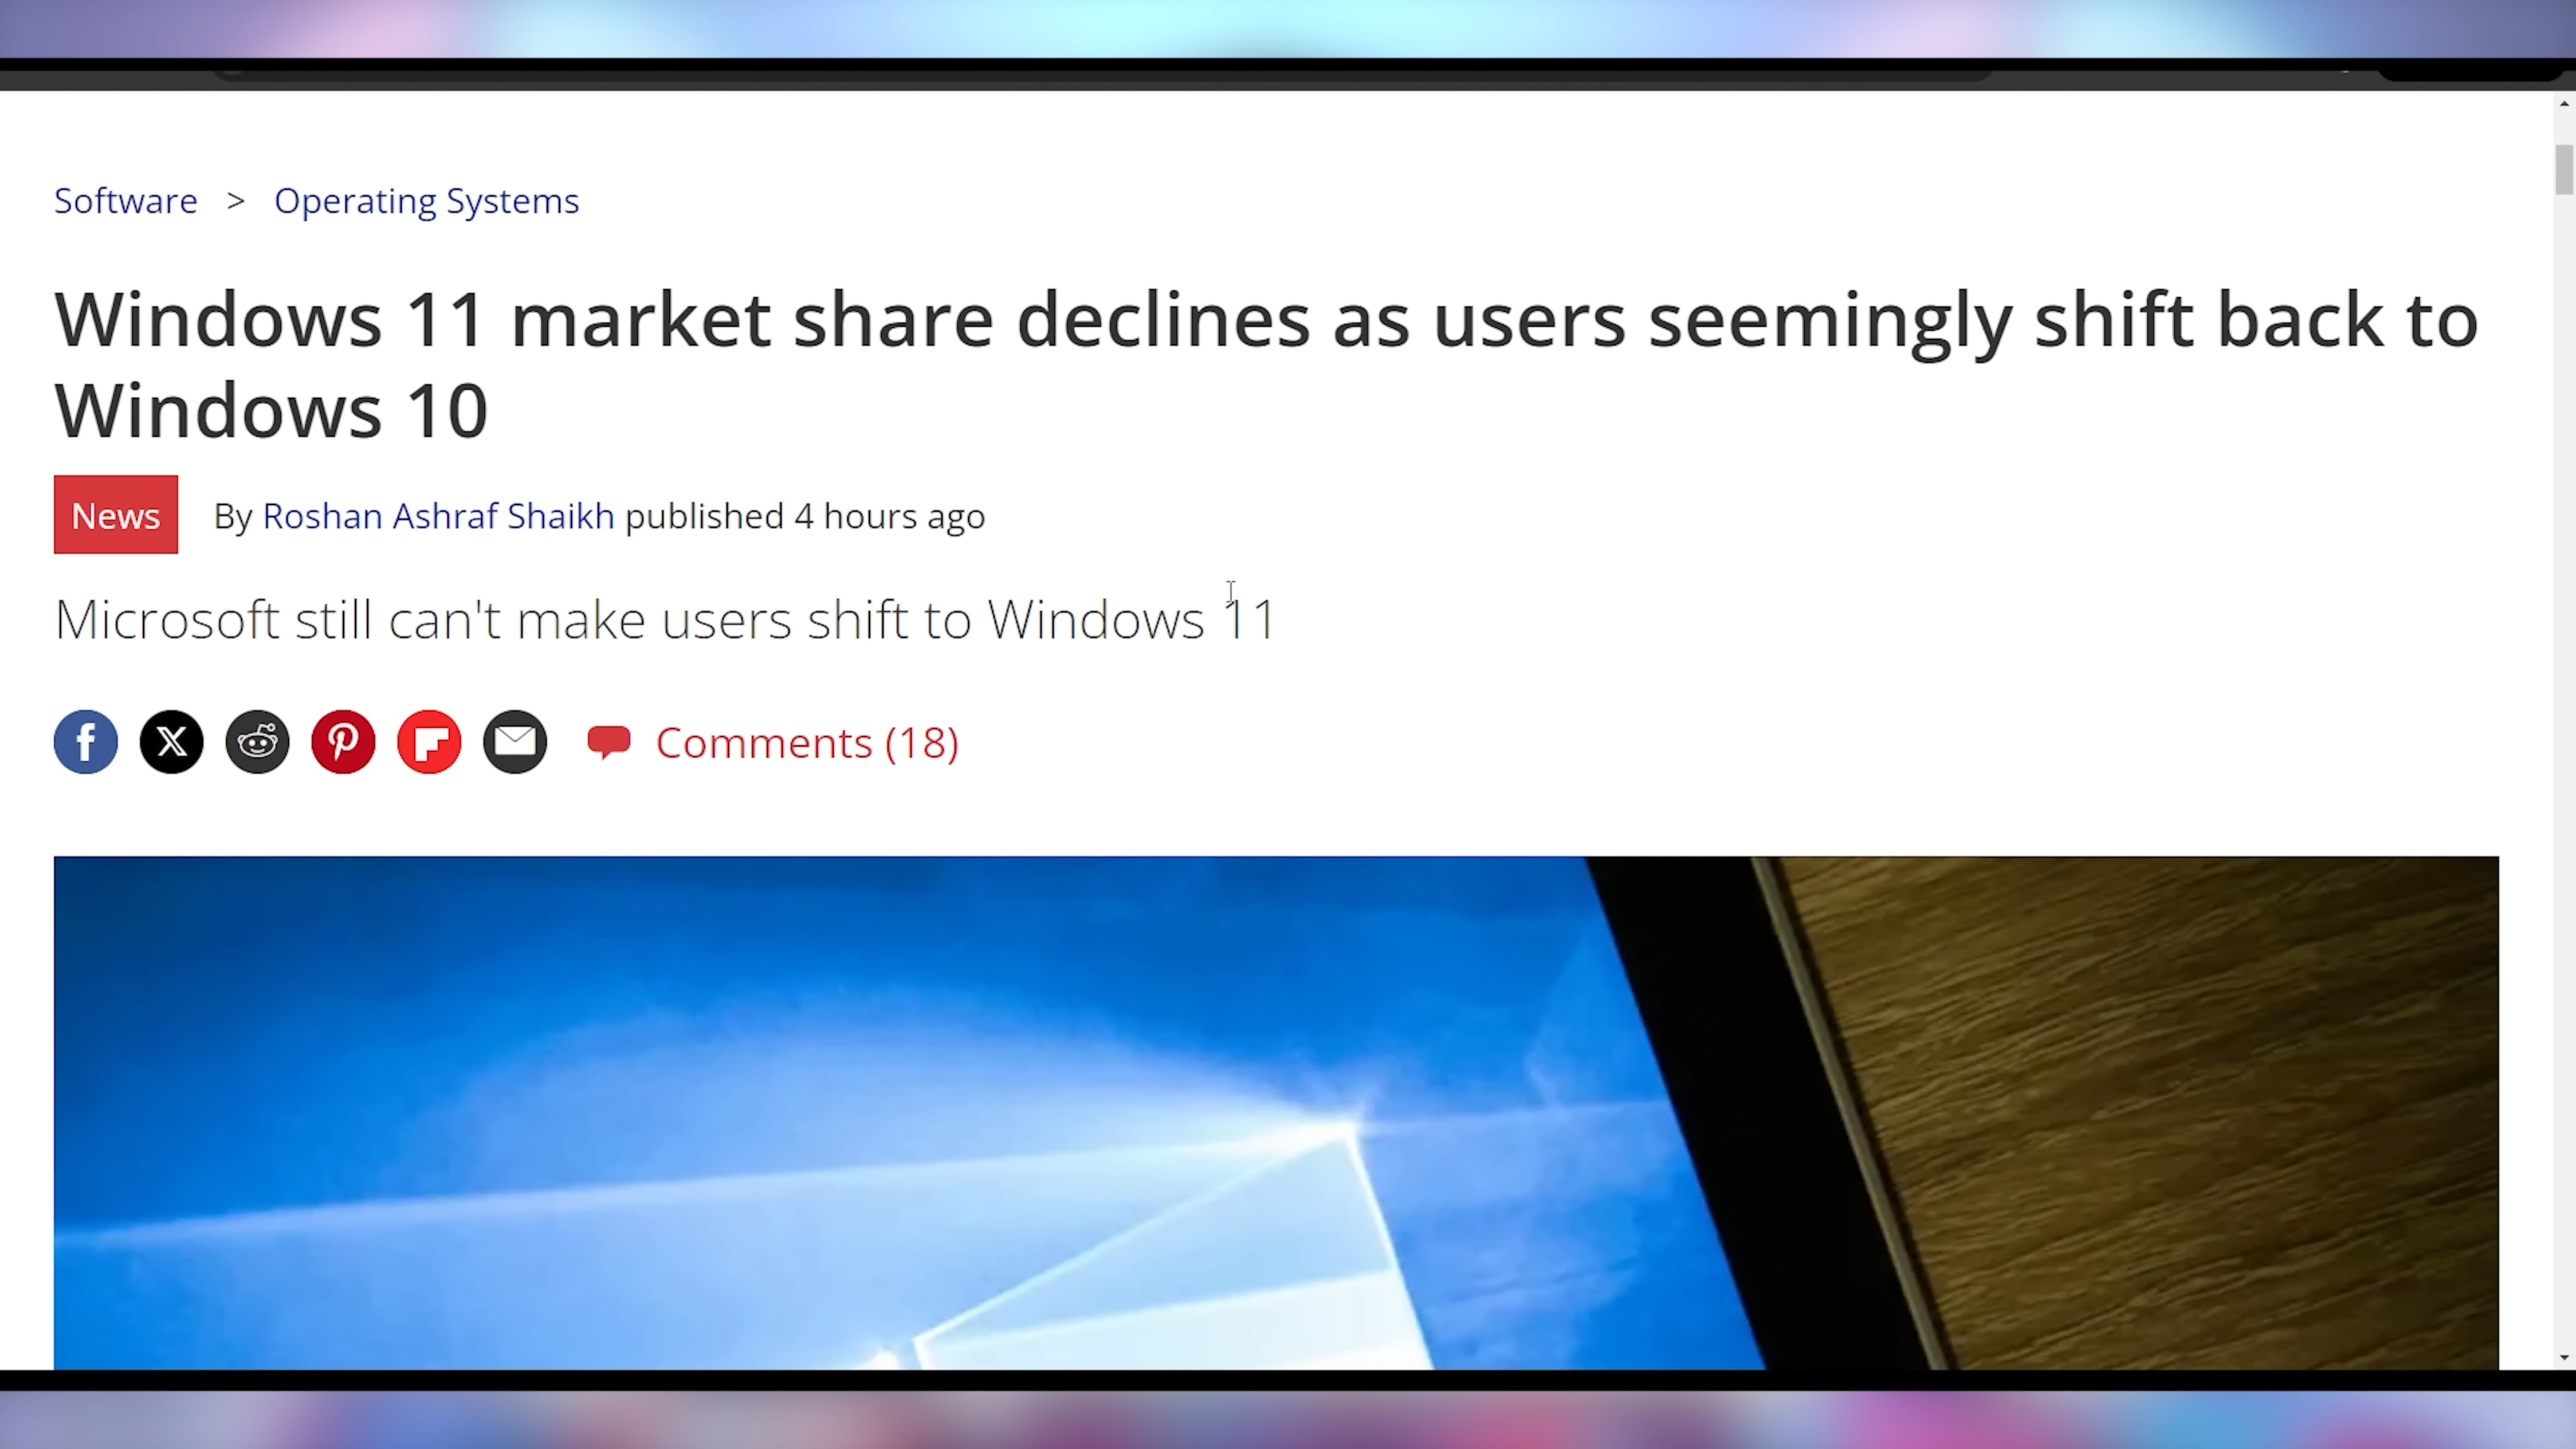 Software > Operating Systems
Windows 11 market share declines as users seemingly shift back to
Windows 10
News By Roshan Ashraf Shaikh published 4 hours ago
Microsoft still can't make users shift to Windows 11
Comments (18)